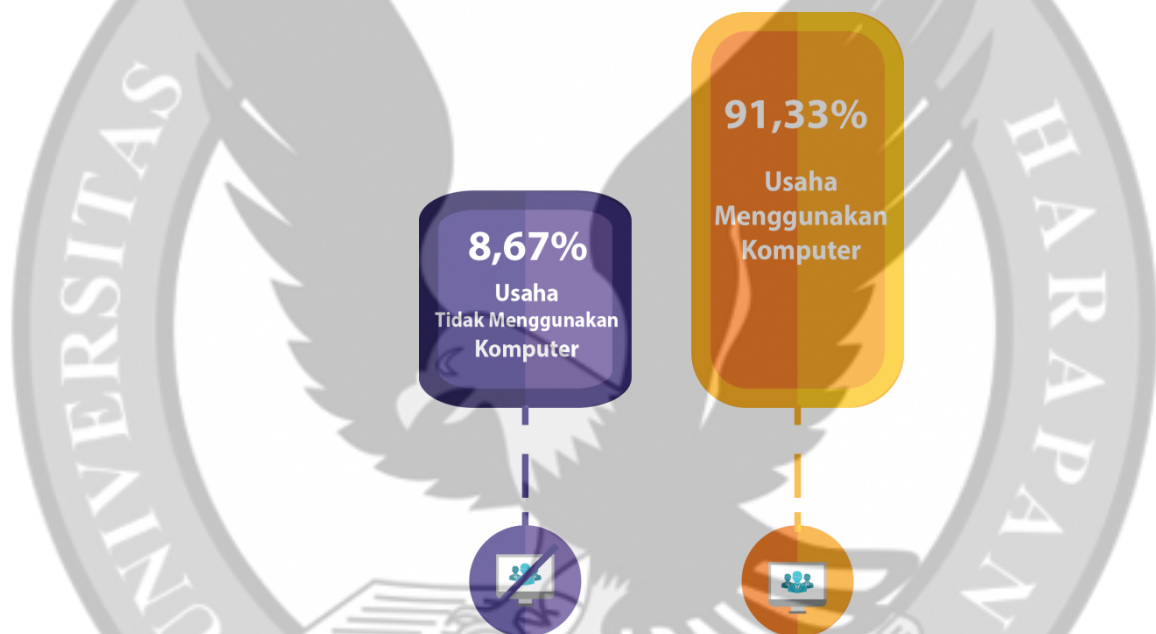 91,33%
Usaha
Menggunakan
Komputer
8,67%
Usaha
Tidak Menggunakan
Komputer
UNIVERSITAS
HARAPAN